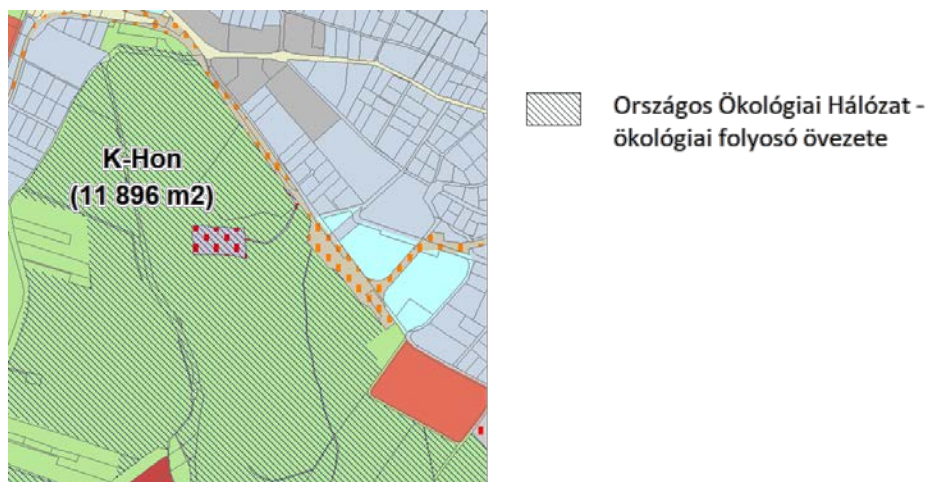 K-Hon
(11 896 m2)
Országos Ökológiai Hálózat -
ökológiai folyosó övezete